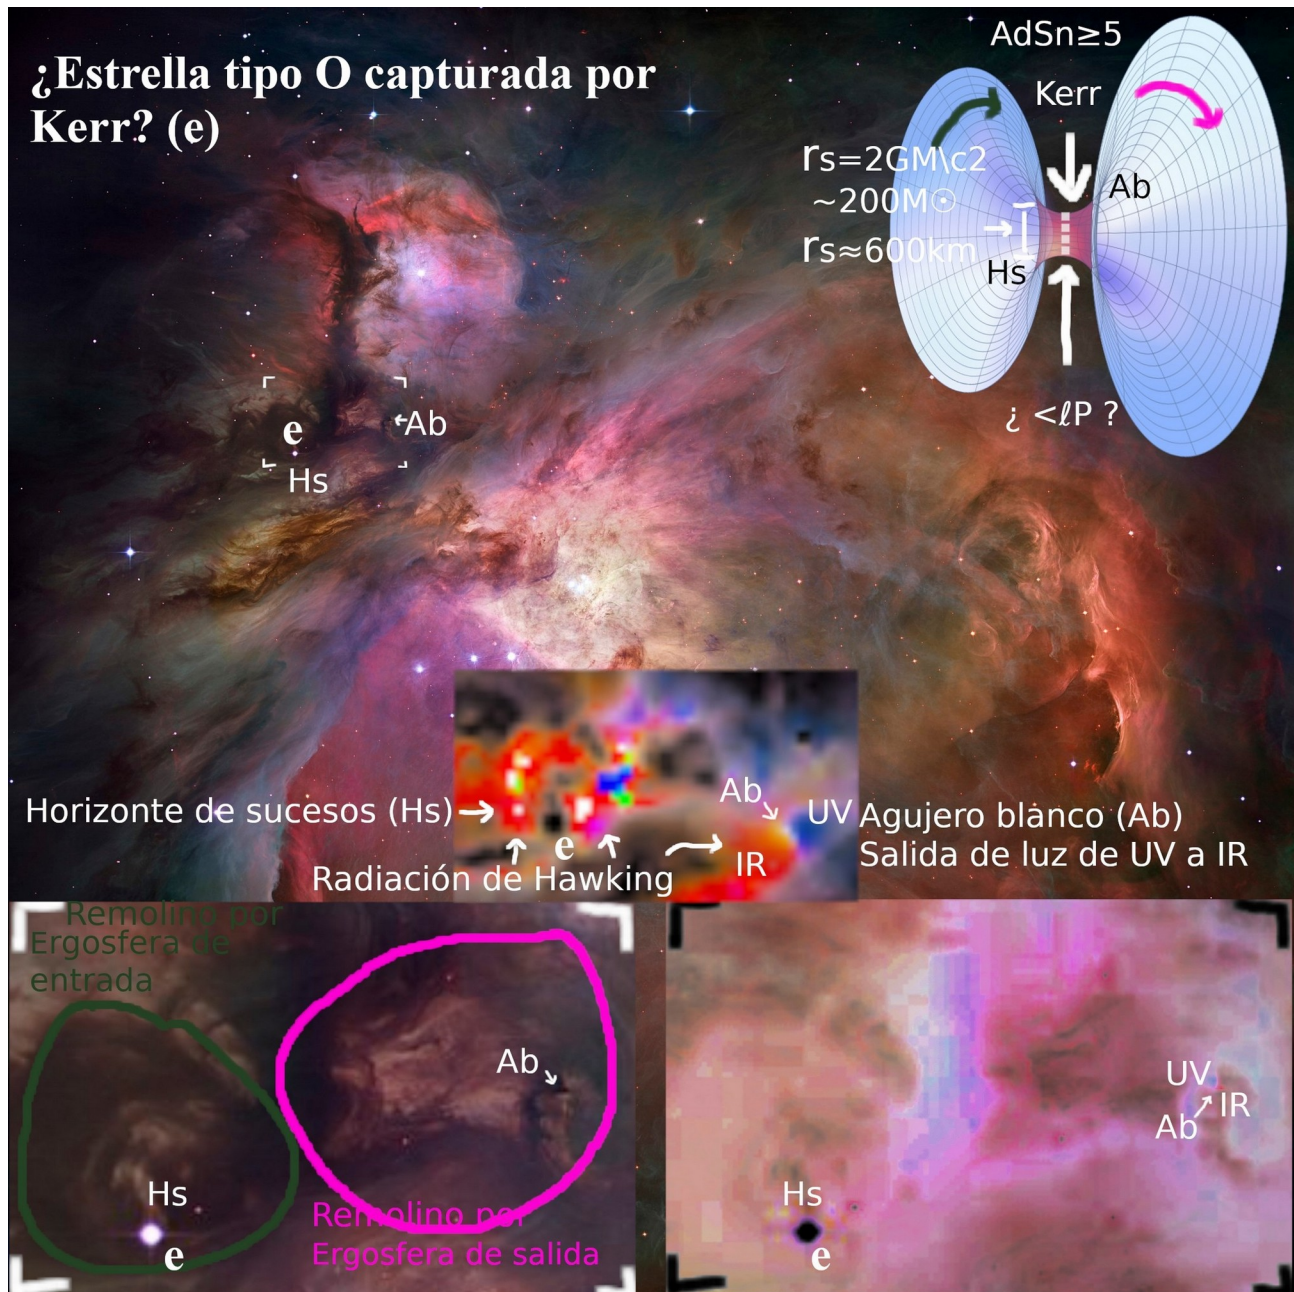 ¿Estrella tipo O capturada por
Kerr? (e)
AdSn≥5
Kerr
rs=2GM\c2
~200M☉
rs≈600km
Ab
Hs
¿ <ℓP ?
e
Ab
Hs
Horizonte de sucesos (Hs)
e
Radiación de Hawking
Ab
UV
IR
Agujero blanco (Ab)
Salida de luz de UV a IR
Remolino por
Ergosfera de
entrada
Ab
Hs
e
Remolino por
Ergosfera de salida
UV
IR
Ab
Hs
e